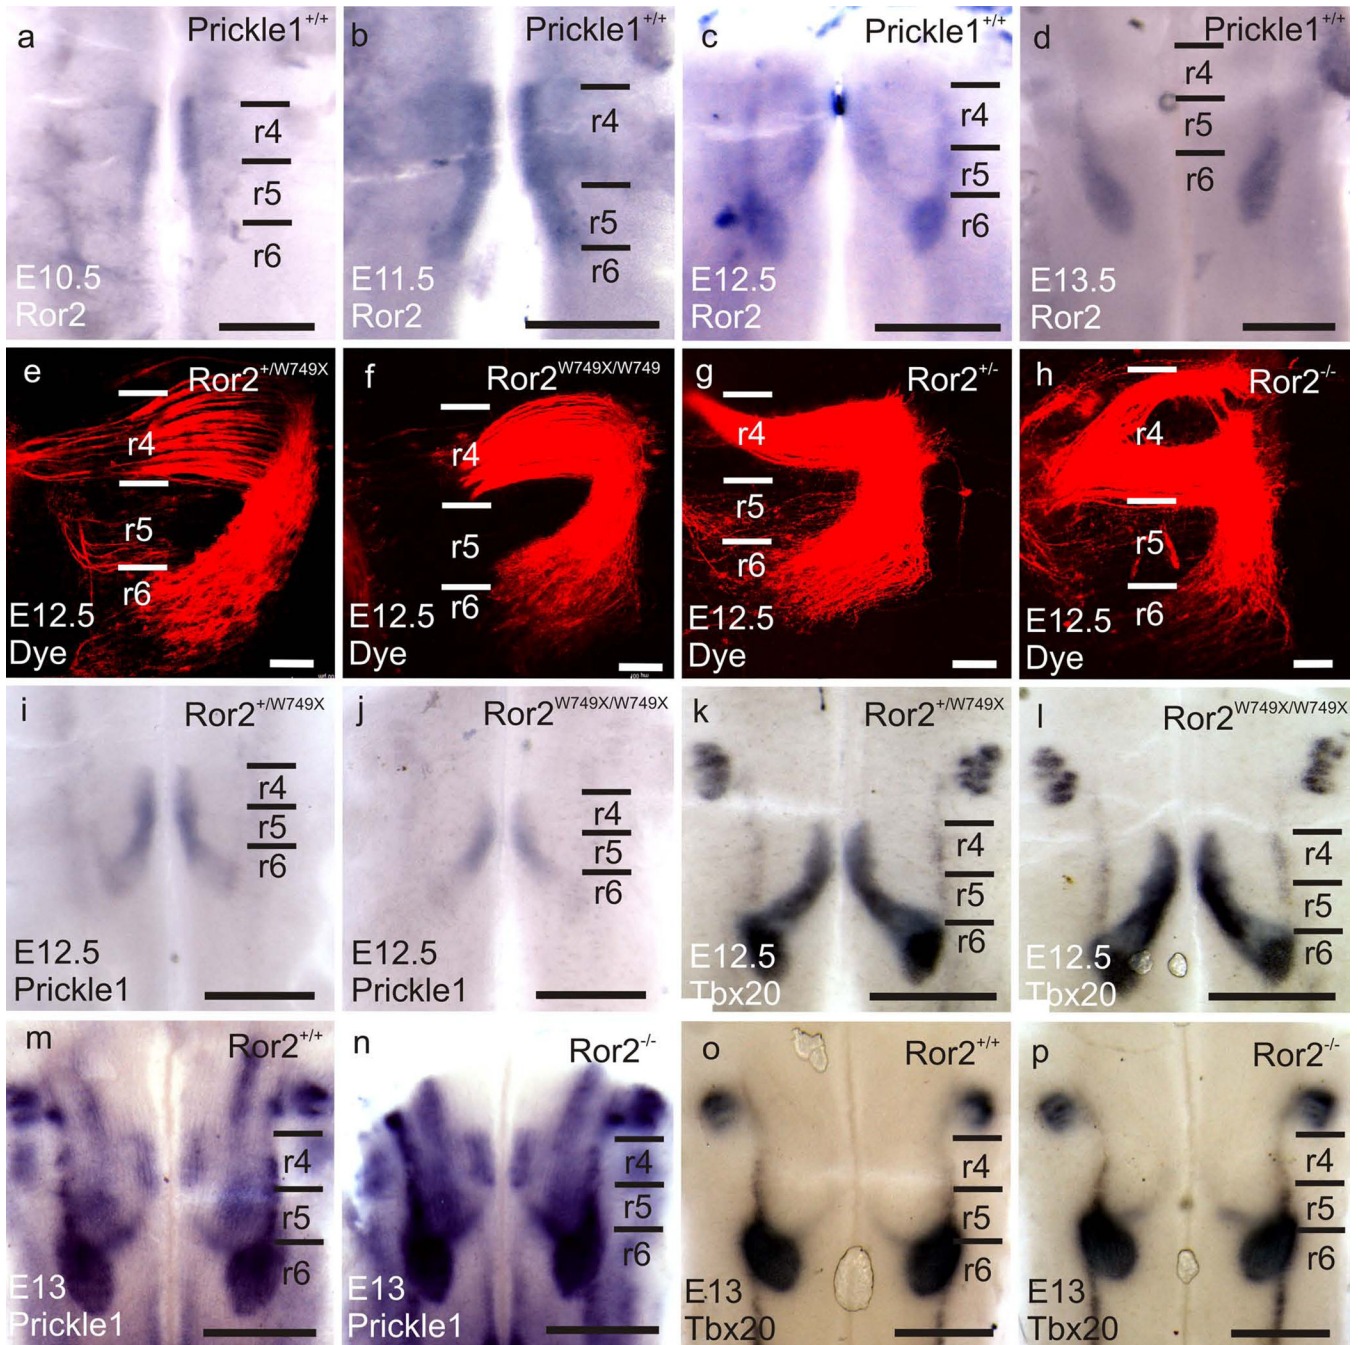 a Prickle1+/+
r4
r5
r6
E10.5
Ror2
b Prickle1+/+
r4
r5
r6
E11.5
Ror2
c Prickle1+/+
r4
r5
r6
E12.5
Ror2
d Prickle1+/+
r4
r5
r6
E13.5
Ror2
e Ror2+/W749X
r4
r5
r6
E12.5
Dye
f Ror2W749X/W749
r4
r5
r6
E12.5
Dye
g Ror2+/-
r4
r5
r6
E12.5
Dye
h Ror2-/-
r4
r5
r6
E12.5
Dye
i Ror2+/W749X
r4
r5
r6
E12.5
Prickle1
j Ror2W749X/W749X
r4
r5
r6
E12.5
Prickle1
k Ror2+/W749X
r4
r5
r6
E12.5
Tbx20
l Ror2W749X/W749X
r4
r5
r6
E12.5
Tbx20
m Ror2+/+
r4
r5
r6
E13
Prickle1
n Ror2-/-
r4
r5
r6
E13
Prickle1
o Ror2+/+
r4
r5
r6
E13
Tbx20
p Ror2-/-
r4
r5
r6
E13
Tbx20